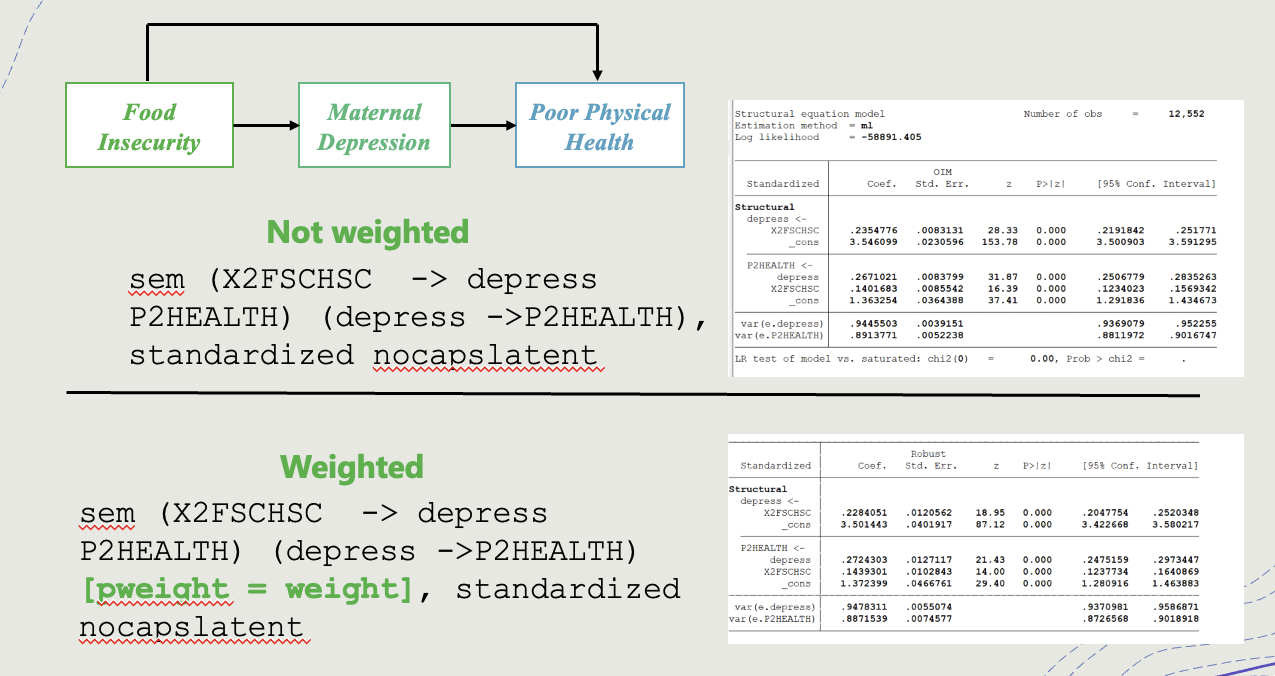 Food
Insecurity
Maternal
Depression
Poor Physical
Health
Not weighted
sem (X2FSCHSC  -> depress
P2HEALTH) (depress ->P2HEALTH),
standardized nocapslatent
Structural equation model Number of obs = 12,552
Estimation method = ml
Log likelihood = -58891.405
OIM
Standardized Coef. Std. Err. z P>|z| [95% Conf. Interval]
Structural
depress <-
X2FSCHSC .2354776 .0083131 28.33 0.000 .2191842 .251771
_cons 3.546099 .0230596 153.78 0.000 3.500903 3.591295
P2HEALTH <-
depress .2671021 .0083799 31.87 0.000 .2506779 .2835263
X2FSCHSC .1401683 .0085542 16.39 0.000 .1234023 .1569342
_cons 1.363254 .0364388 37.41 0.000 1.291836 1.434673
var(e.depress) .9445503 .0039151 .9369079 .952255
var(e.P2HEALTH) .8913771 .0052238 .8811972 .9016747
LR test of model vs. saturated: chi2(0) = 0.00, Prob > chi2 = .
Weighted
sem (X2FSCHSC  -> depress
P2HEALTH) (depress ->P2HEALTH)
[pweight = weight], standardized
nocapslatent
Robust
Standardized Coef. Std. Err. z P>|z| [95% Conf. Interval]
Structural
depress <-
X2FSCHSC .2284051 .0120562 18.95 0.000 .2047754 .2520348
_cons 3.501443 .0401917 87.12 0.000 3.422668 3.580217
P2HEALTH <-
depress .2724303 .0127117 21.43 0.000 .2475159 .2973447
X2FSCHSC .1439301 .0102843 14.00 0.000 .1237734 .1640869
_cons 1.372399 .0466761 29.40 0.000 1.280916 1.463883
var(e.depress) .9478311 .0055074 .9370981 .9586871
var(e.P2HEALTH) .8871539 .0074577 .8726568 .9018918